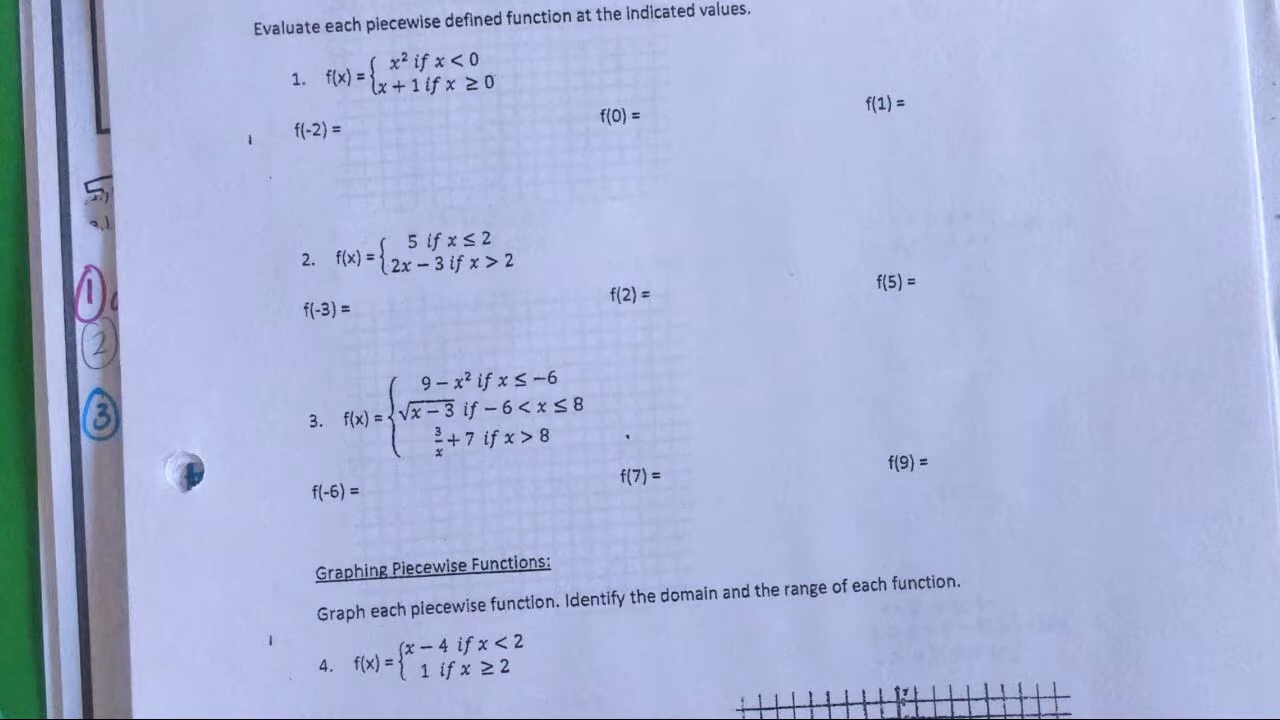 Evaluate each piecewise defined function at the indicated values.
1. f(x) = { x² if x < 0
x + 1 if x ≥ 0
f(-2) = f(0) = f(1) =
2. f(x) = { 5 if x ≤ 2
2x − 3 if x > 2
f(-3) = f(2) = f(5) =
3. f(x) = { 9 − x² if x ≤ −6
√(x − 3) if − 6 < x ≤ 8
3/x + 7 if x > 8
f(-6) = f(7) = f(9) =
Graphing Piecewise Functions:
Graph each piecewise function. Identify the domain and the range of each function.
4. f(x) = { x − 4 if x < 2
1 if x ≥ 2
1
2
3